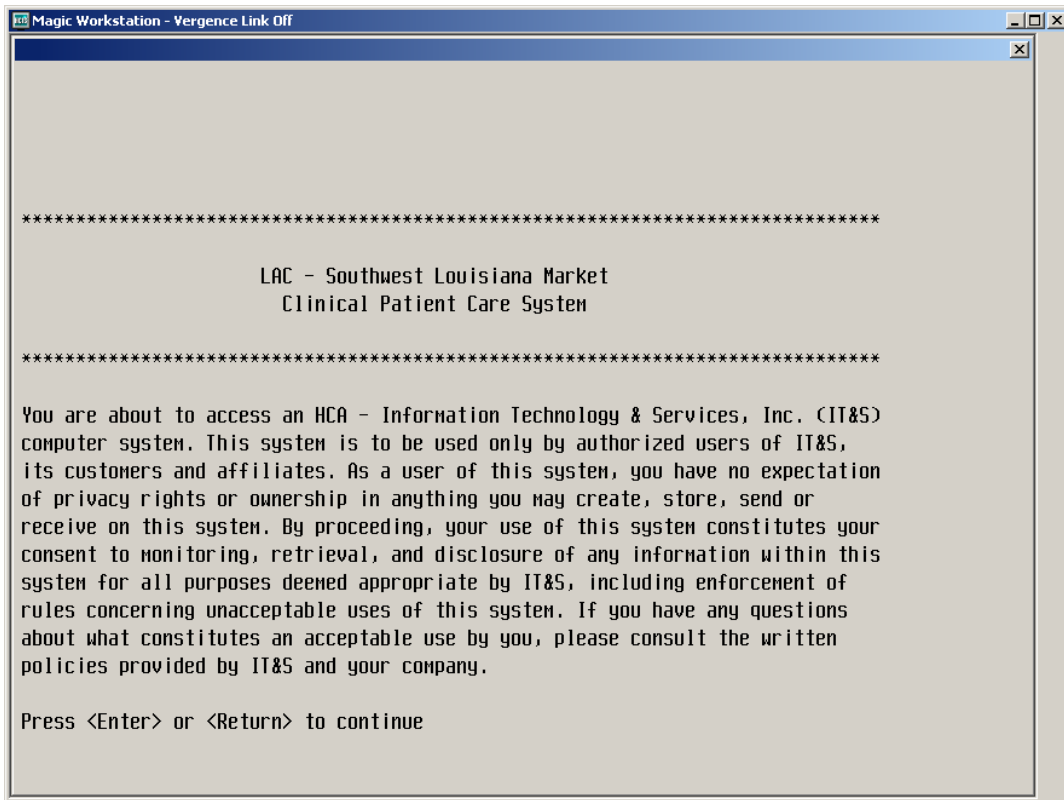 Magic Workstation - Vergence Link Off
*******************************************************************************
LAC - Southwest Louisiana Market
Clinical Patient Care System
*******************************************************************************
You are about to access an HCA - Information Technology & Services, Inc. (IT&S)
computer system. This system is to be used only by authorized users of IT&S,
its customers and affiliates. As a user of this system, you have no expectation
of privacy rights or ownership in anything you may create, store, send or
receive on this system. By proceeding, your use of this system constitutes your
consent to monitoring, retrieval, and disclosure of any information within this
system for all purposes deemed appropriate by IT&S, including enforcement of
rules concerning unacceptable uses of this system. If you have any questions
about what constitutes an acceptable use by you, please consult the written
policies provided by IT&S and your company.
Press <Enter> or <Return> to continue